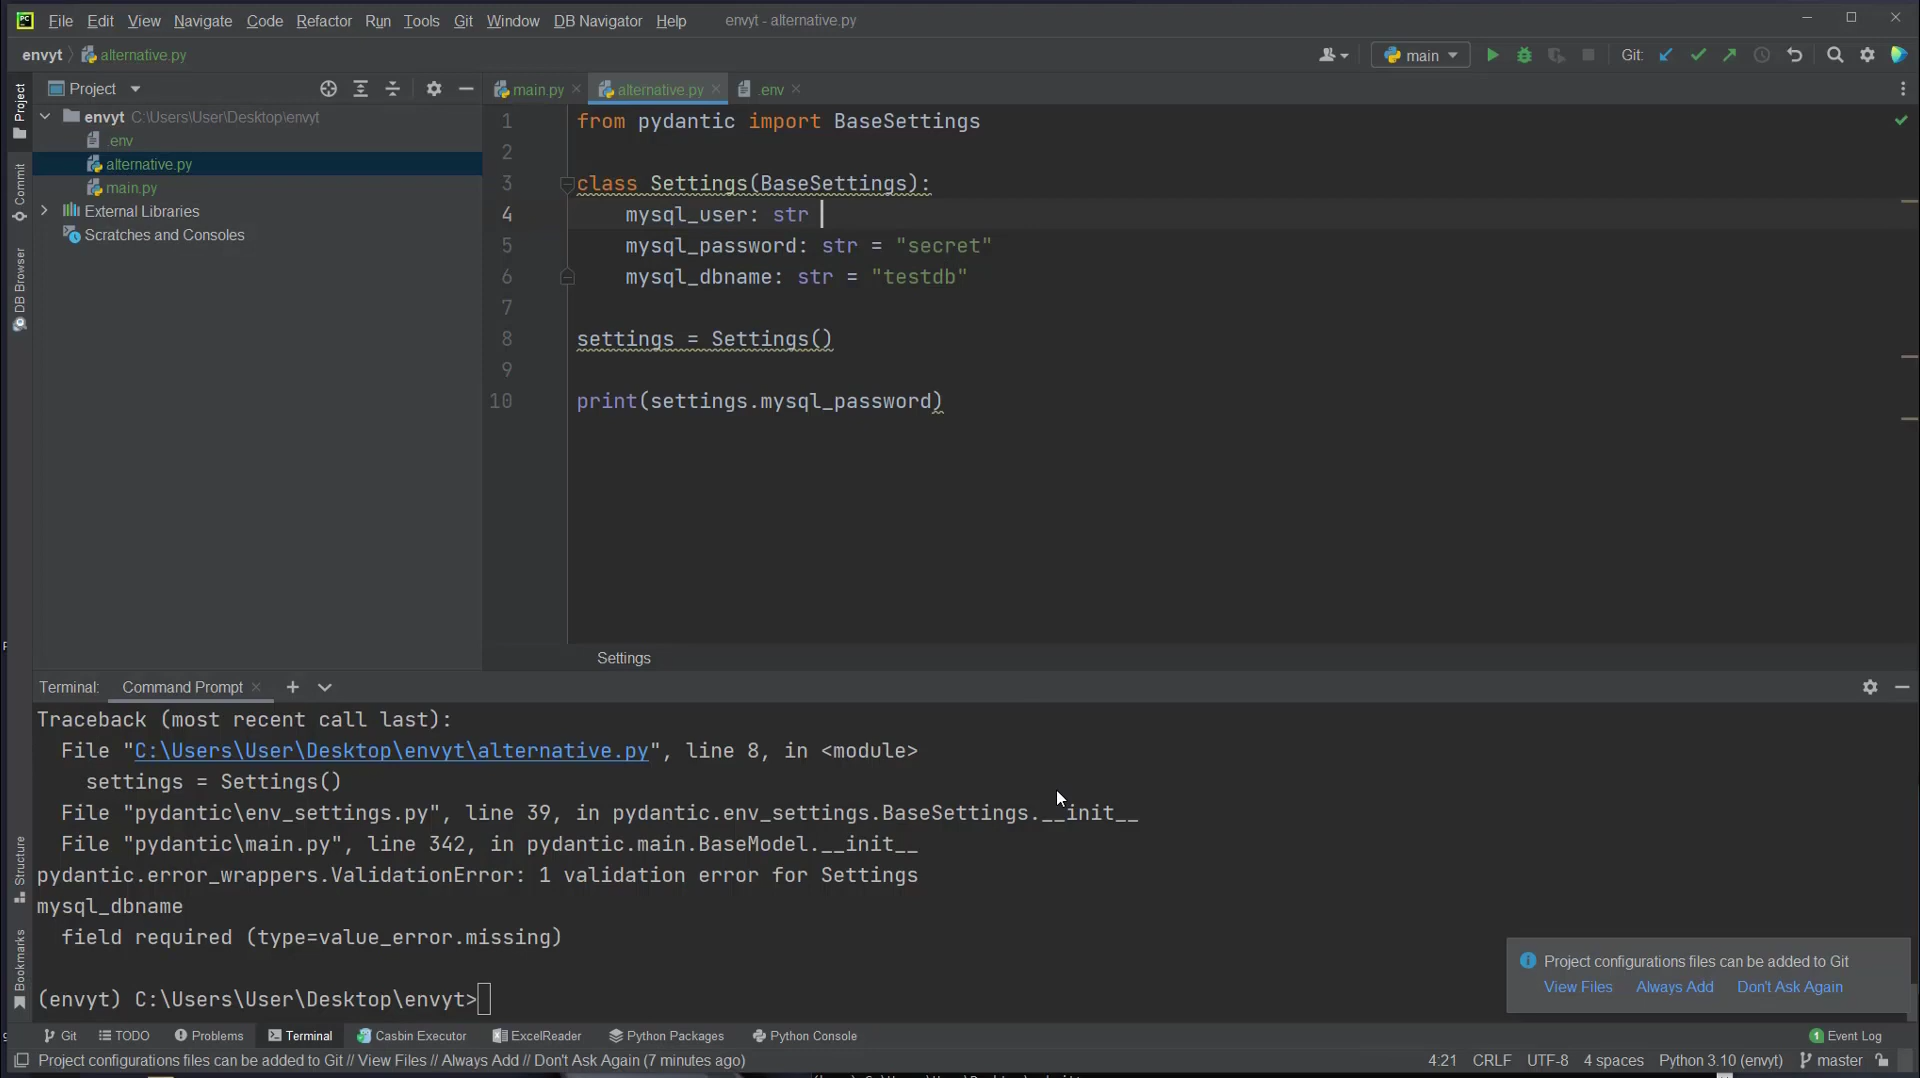 File Edit View Navigate Code Refactor Run Tools Git Window DB Navigator Help envyt - alternative.py
envyt alternative.py main Git:
Project
main.py alternative.py .env
envyt C:\Users\User\Desktop\envyt
.env
alternative.py
main.py
External Libraries
Scratches and Consoles
Project
Commit
DB Browser
1 from pydantic import BaseSettings
2
3 class Settings(BaseSettings):
4 mysql_user: str
5 mysql_password: str = "secret"
6 mysql_dbname: str = "testdb"
7
8 settings = Settings()
9
10 print(settings.mysql_password)
Settings
Terminal: Command Prompt
Traceback (most recent call last):
File "C:\Users\User\Desktop\envyt\alternative.py", line 8, in <module>
settings = Settings()
File "pydantic\env_settings.py", line 39, in pydantic.env_settings.BaseSettings.__init__
File "pydantic\main.py", line 342, in pydantic.main.BaseModel.__init__
pydantic.error_wrappers.ValidationError: 1 validation error for Settings
mysql_dbname
field required (type=value_error.missing)
(envyt) C:\Users\User\Desktop\envyt>
Structure
Bookmarks
Project configurations files can be added to Git
View Files Always Add Don't Ask Again
Git TODO Problems Terminal Casbin Executor ExcelReader Python Packages Python Console 1 Event Log
Project configurations files can be added to Git // View Files // Always Add // Don't Ask Again (7 minutes ago) 4:21 CRLF UTF-8 4 spaces Python 3.10 (envyt) master